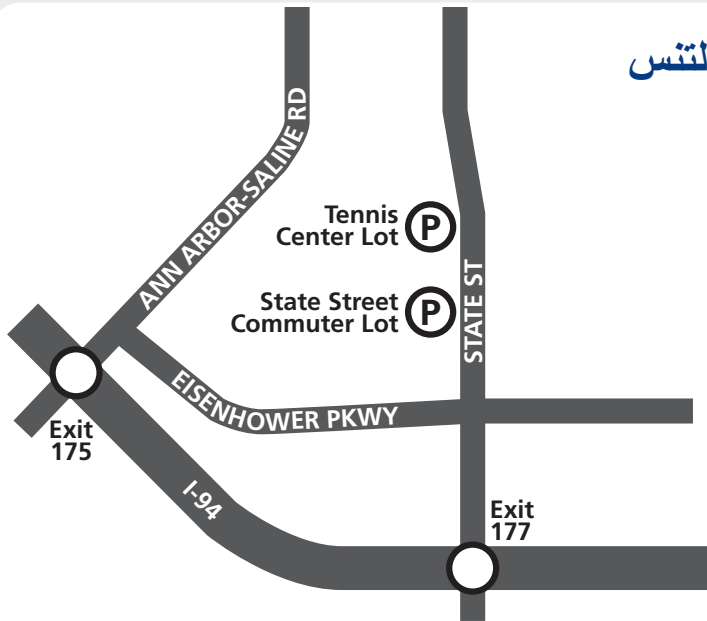 لتنس
ANN ARBOR-SALINE RD
Tennis
Center Lot
P
State Street
Commuter Lot
P
STATE ST
EISENHOWER PKWY
Exit
175
I-94
Exit
177